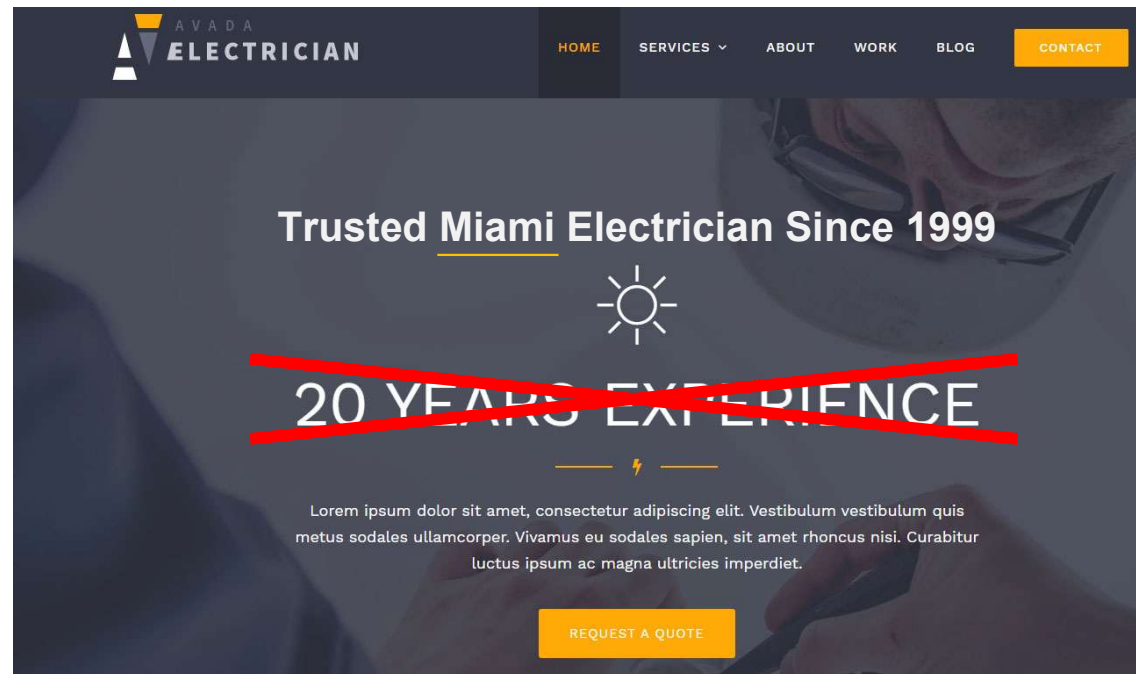 AVADA
ELECTRICIAN
HOME SERVICES ABOUT WORK BLOG CONTACT
Trusted Miami Electrician Since 1999
20 YEARS EXPERIENCE
Lorem ipsum dolor sit amet, consectetur adipiscing elit. Vestibulum vestibulum quis
metus sodales ullamcorper. Vivamus eu sodales sapien, sit amet rhoncus nisi. Curabitur
luctus ipsum ac magna ultricies imperdiet.
REQUEST A QUOTE